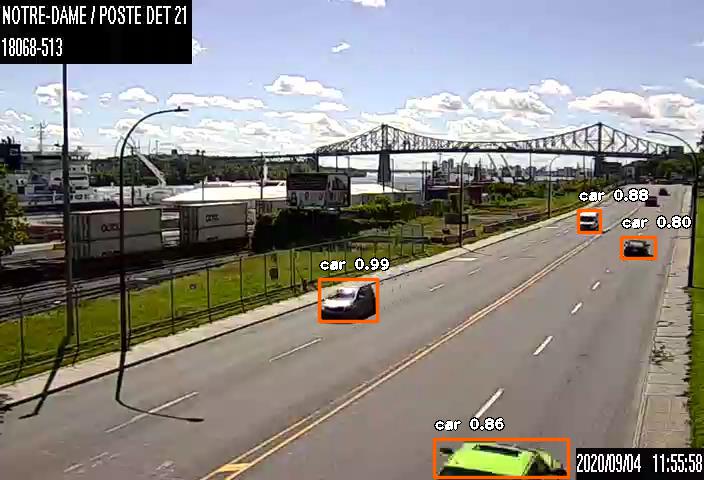 NOTRE-DAME / POSTE DET 21
18068-513
car 0.88
car 0.80
car 0.99
car 0.86
2020/09/04 11:55:58